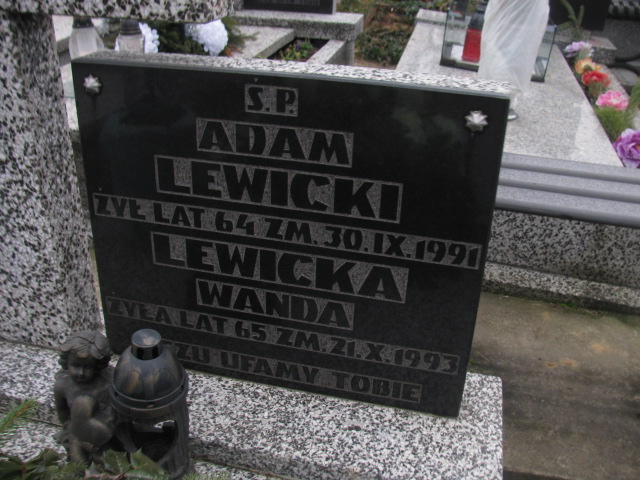 Ś.P.
ADAM
LEWICKI
ŻYŁ LAT 64 ZM. 30.IX.1991
LEWICKA
WANDA
ŻYŁA LAT 65 ZM. 21.X.1993
UFAMY TOBIE